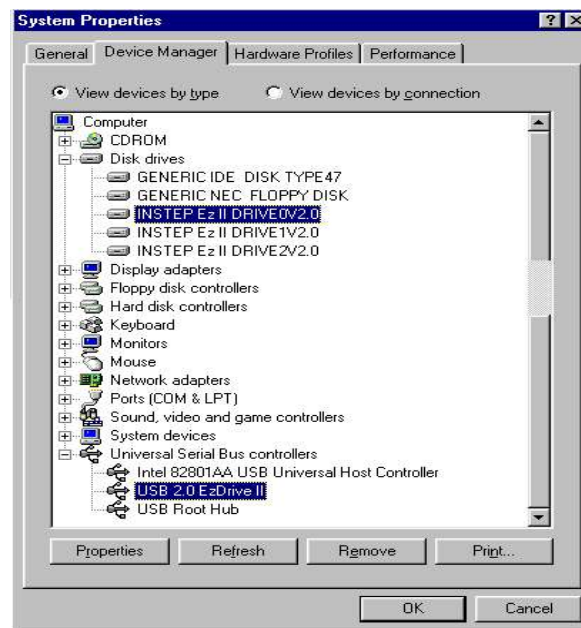 System Properties
General Device Manager Hardware Profiles Performance
View devices by type View devices by connection
Computer
CDROM
Disk drives
GENERIC IDE DISK TYPE47
GENERIC NEC FLOPPY DISK
INSTEP Ez II DRIVE0V2.0
INSTEP Ez II DRIVE1V2.0
INSTEP Ez II DRIVE2V2.0
Display adapters
Floppy disk controllers
Hard disk controllers
Keyboard
Monitors
Mouse
Network adapters
Ports (COM & LPT)
Sound, video and game controllers
System devices
Universal Serial Bus controllers
Intel 82801AA USB Universal Host Controller
USB 2.0 EzDrive II
USB Root Hub
Properties Refresh Remove Print...
OK Cancel